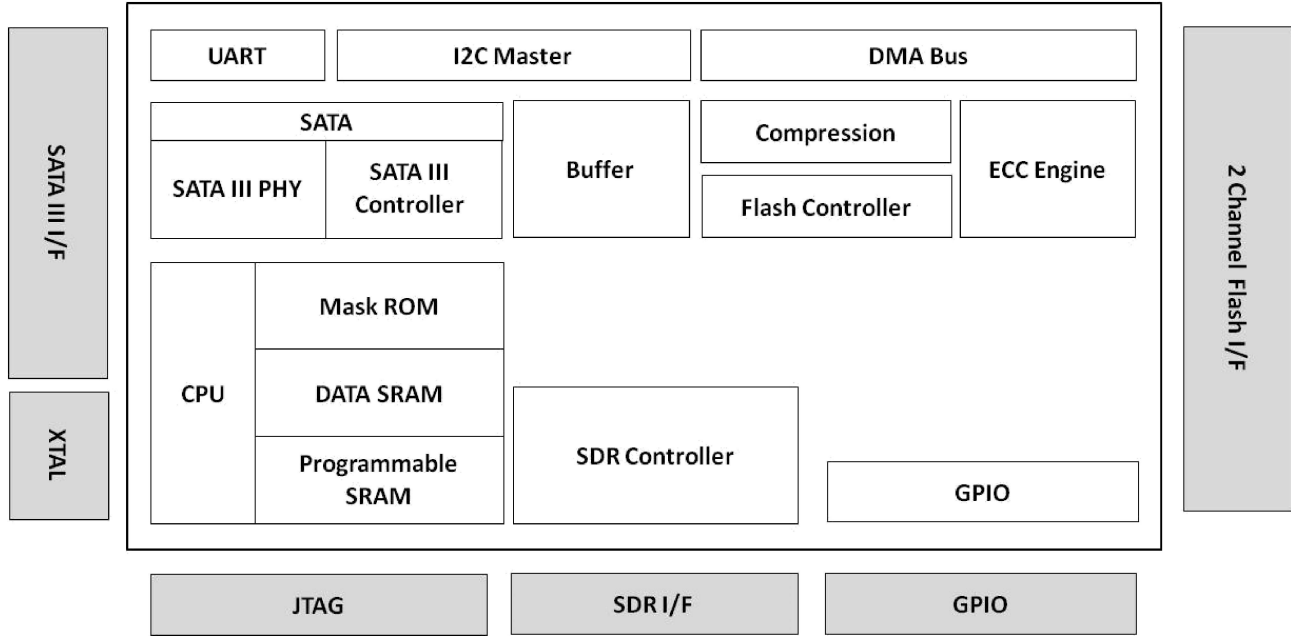 UART
I2C Master
DMA Bus
SATA III I/F
SATA
SATA III PHY
SATA III
Controller
Buffer
Compression
Flash Controller
ECC Engine
2 Channel Flash I/F
CPU
Mask ROM
DATA SRAM
Programmable
SRAM
SDR Controller
GPIO
XTAL
JTAG
SDR I/F
GPIO